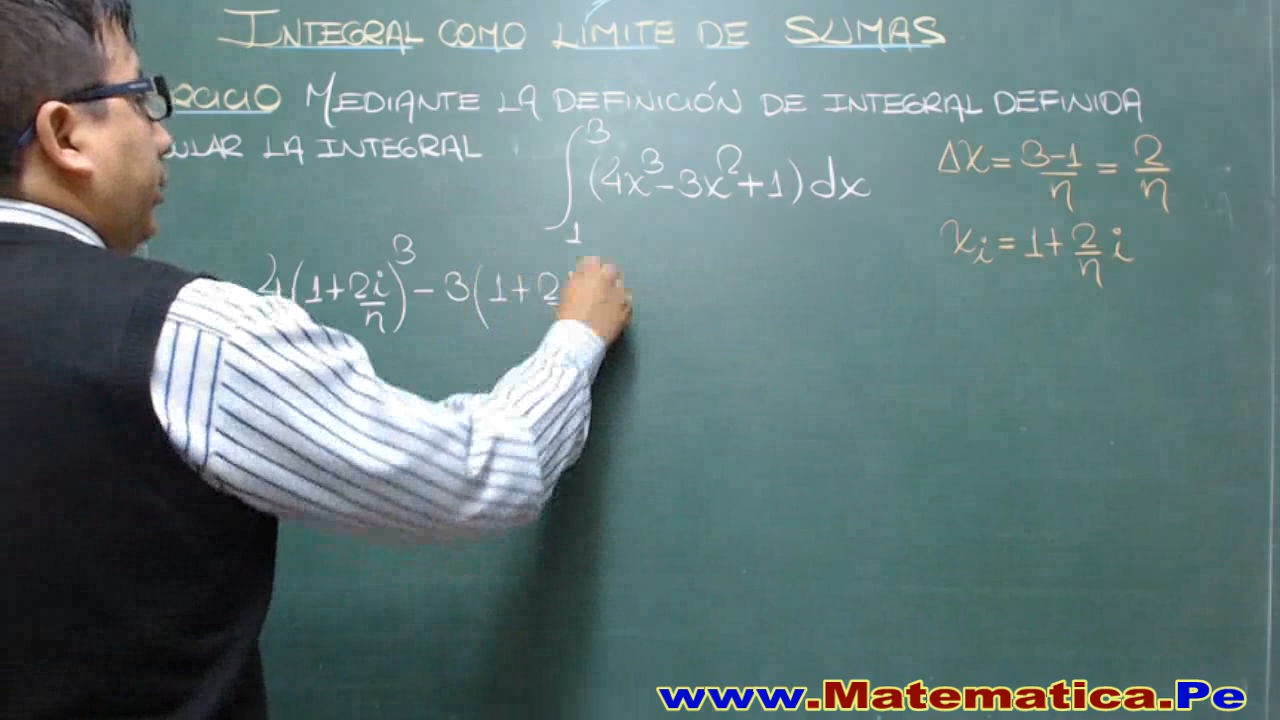 INTEGRAL COMO LÍMITE DE SUMAS
MEDIANTE LA DEFINICIÓN DE INTEGRAL DEFINIDA
LA INTEGRAL ∫₁³ (4x³-3x²+1) dx
Δx = 3-1/n = 2/n
xᵢ = 1+2/n i
4(1+2i/n)³ - 3(1+2
www.Matematica.Pe